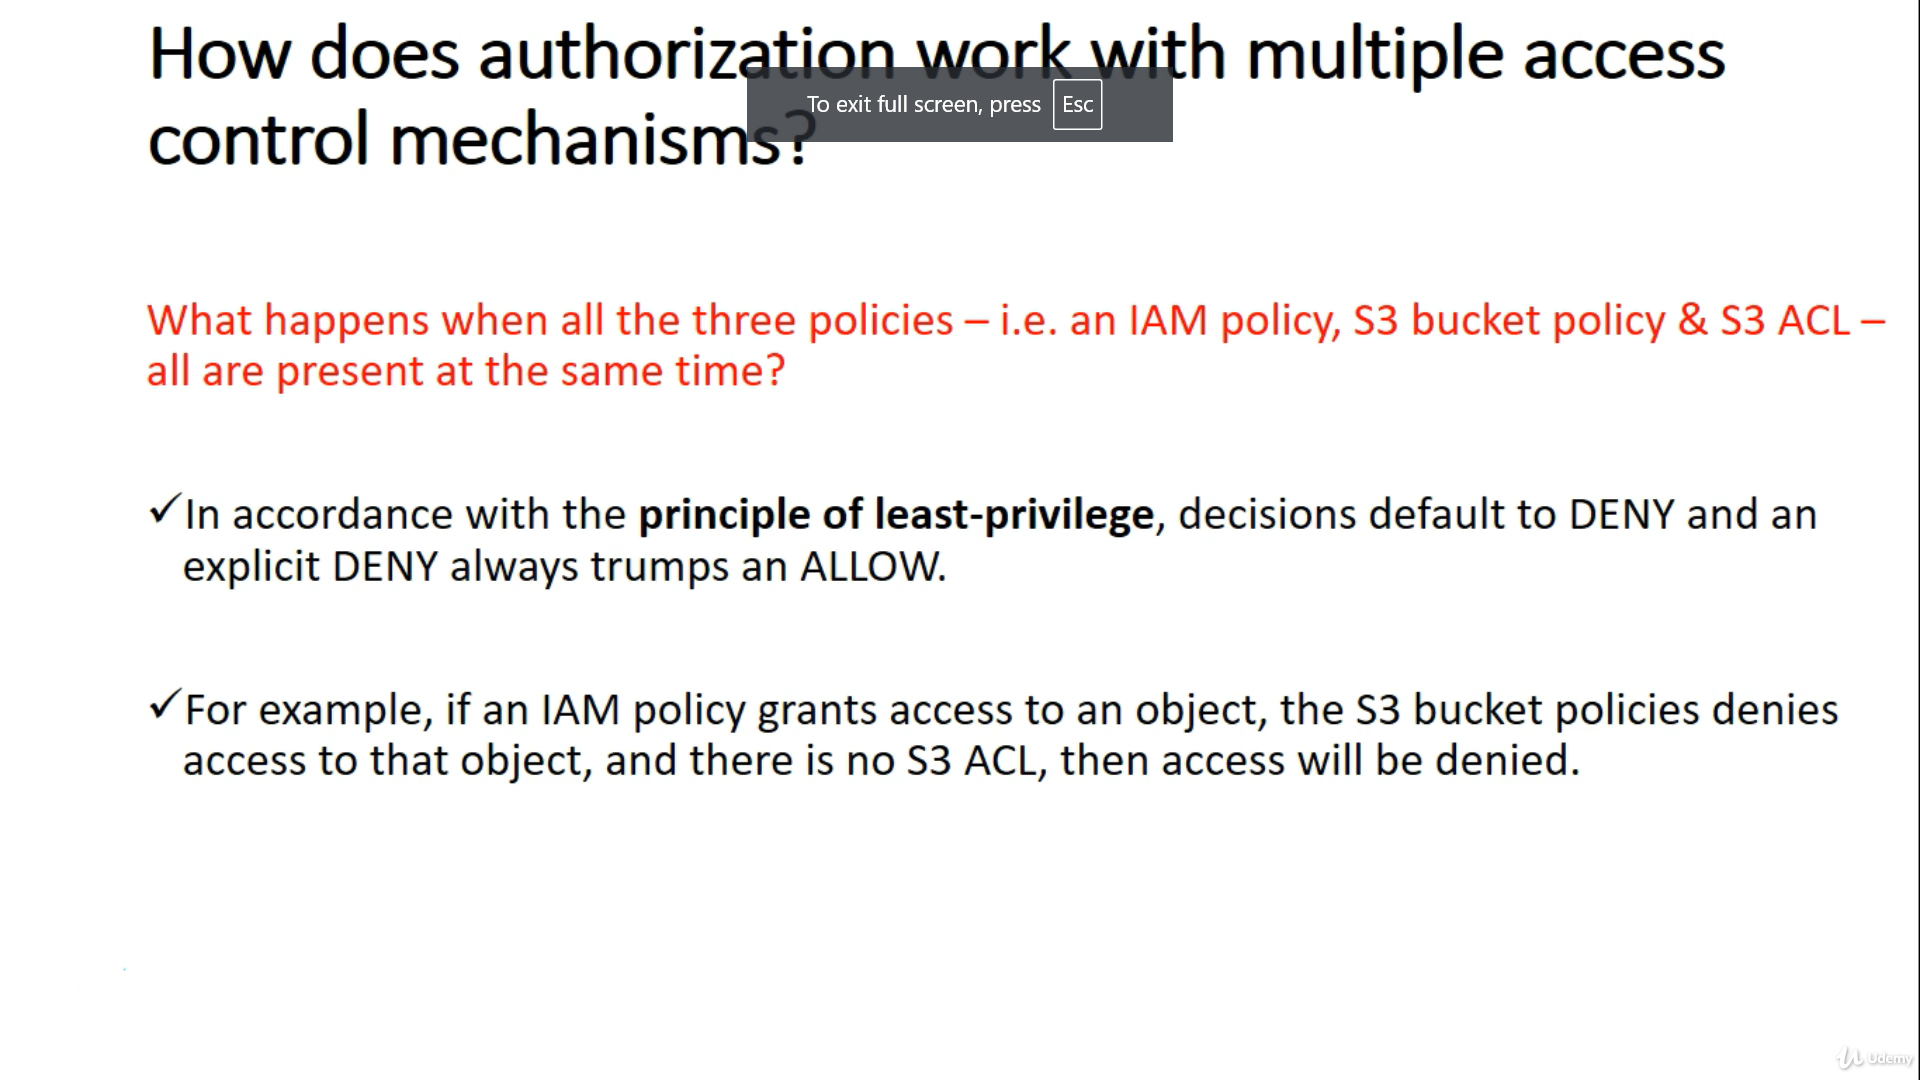 How does authorization work with multiple access
control mechanisms?
To exit full screen, press Esc
What happens when all the three policies – i.e. an IAM policy, S3 bucket policy & S3 ACL –
all are present at the same time?
✓In accordance with the principle of least-privilege, decisions default to DENY and an
explicit DENY always trumps an ALLOW.
✓For example, if an IAM policy grants access to an object, the S3 bucket policies denies
access to that object, and there is no S3 ACL, then access will be denied.
Udemy